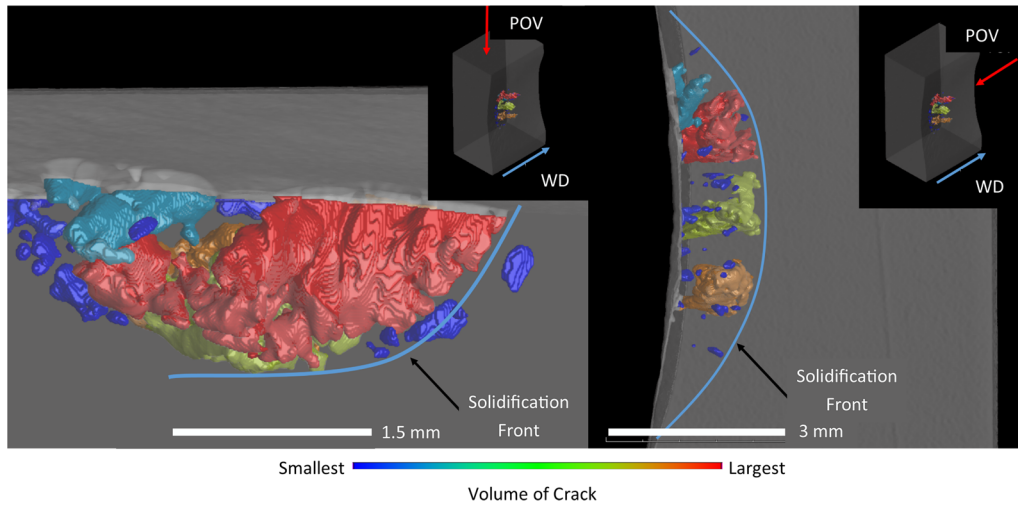 POV
WD
Solidification
Front
1.5 mm
POV
WD
Solidification
Front
3 mm
Smallest
Largest
Volume of Crack